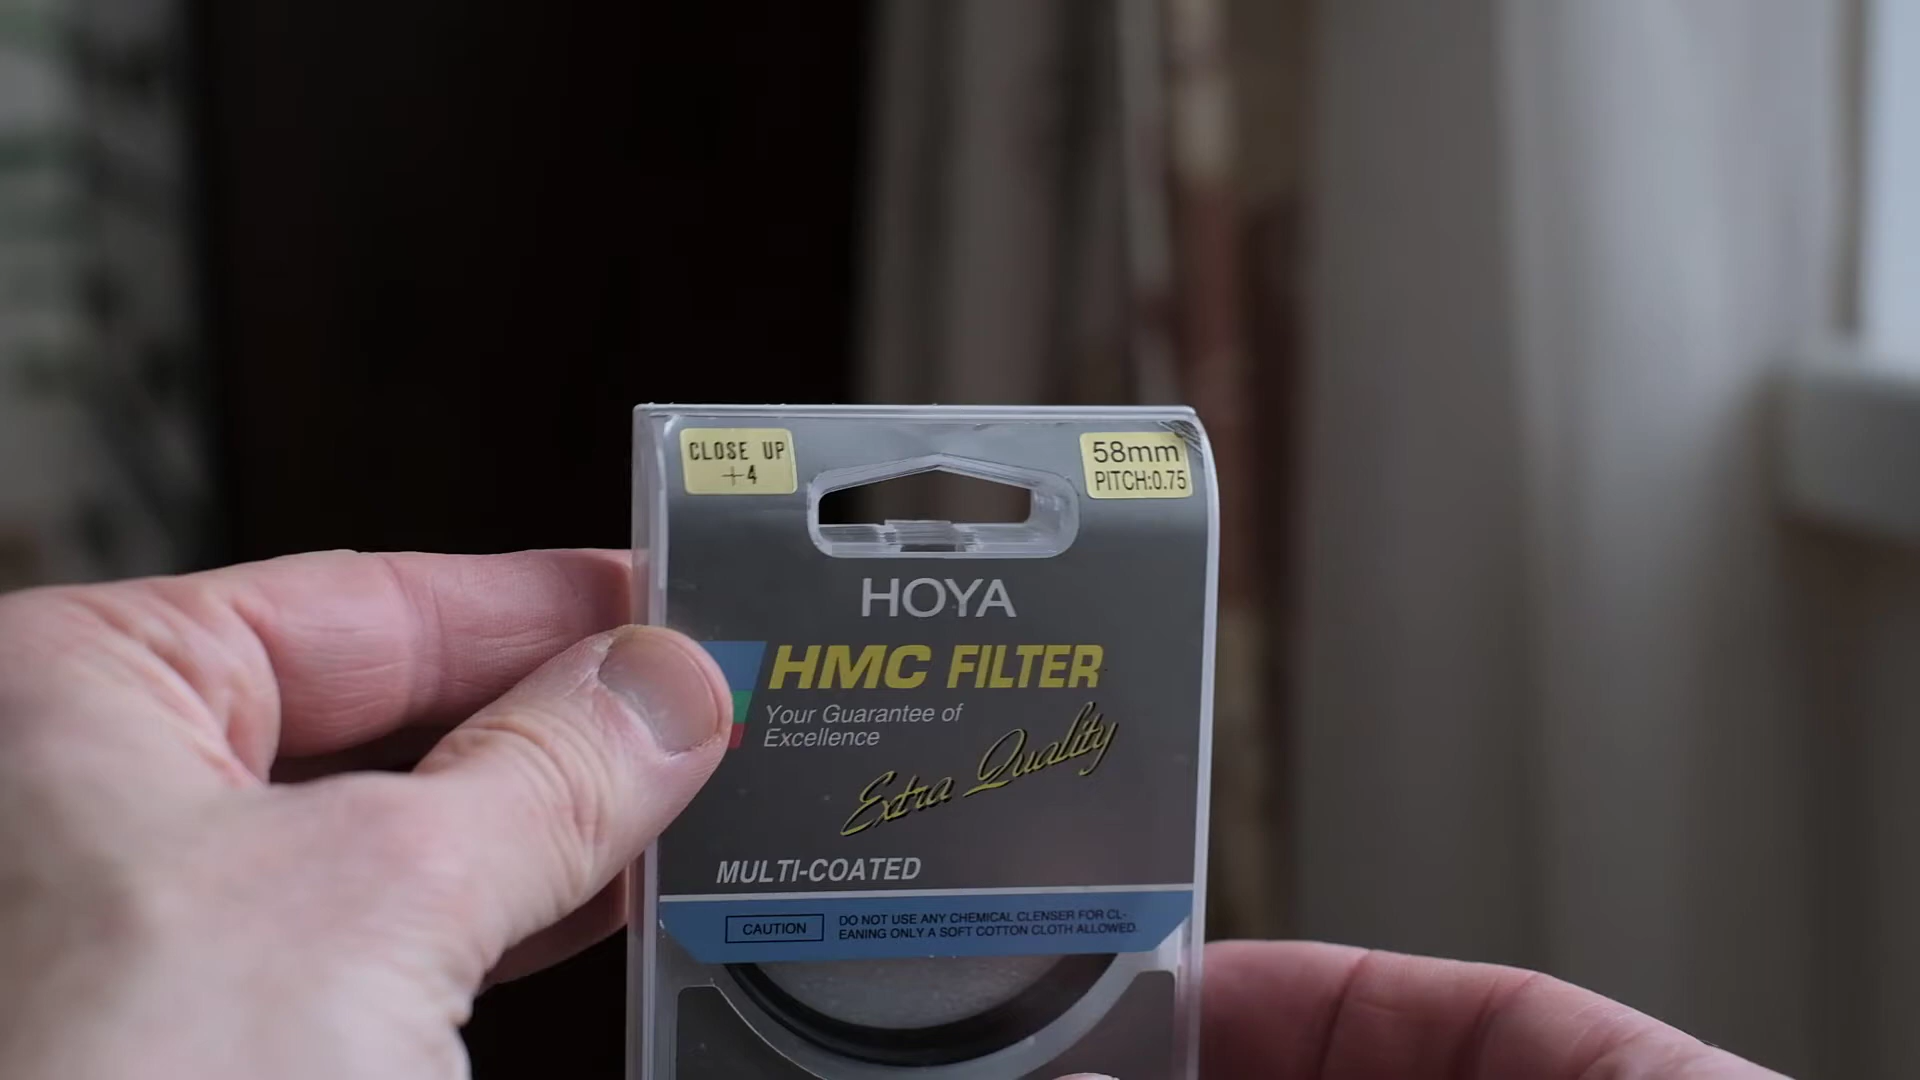 CLOSE UP
+4
58mm
PITCH:0.75
HOYA
HMC FILTER
Your Guarantee of
Excellence
Extra Quality
MULTI-COATED
CAUTION
DO NOT USE ANY CHEMICAL CLENSER FOR CL-
EANING ONLY A SOFT COTTON CLOTH ALLOWED.